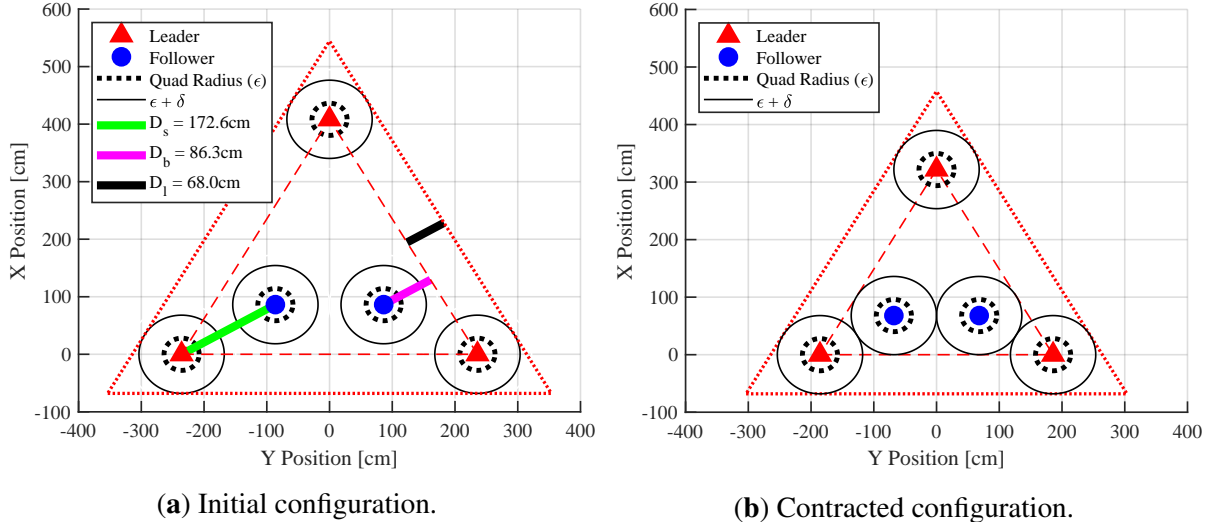 600
500
400
300
200
100
0
-100
X Position [cm]
-400 -300 -200 -100 0 100 200 300 400
Y Position [cm]
Leader
Follower
Quad Radius (ϵ)
ϵ + δ
D_s = 172.6cm
D_b = 86.3cm
D_l = 68.0cm
(a) Initial configuration.
600
500
400
300
200
100
0
-100
X Position [cm]
-400 -300 -200 -100 0 100 200 300 400
Y Position [cm]
Leader
Follower
Quad Radius (ϵ)
ϵ + δ
(b) Contracted configuration.